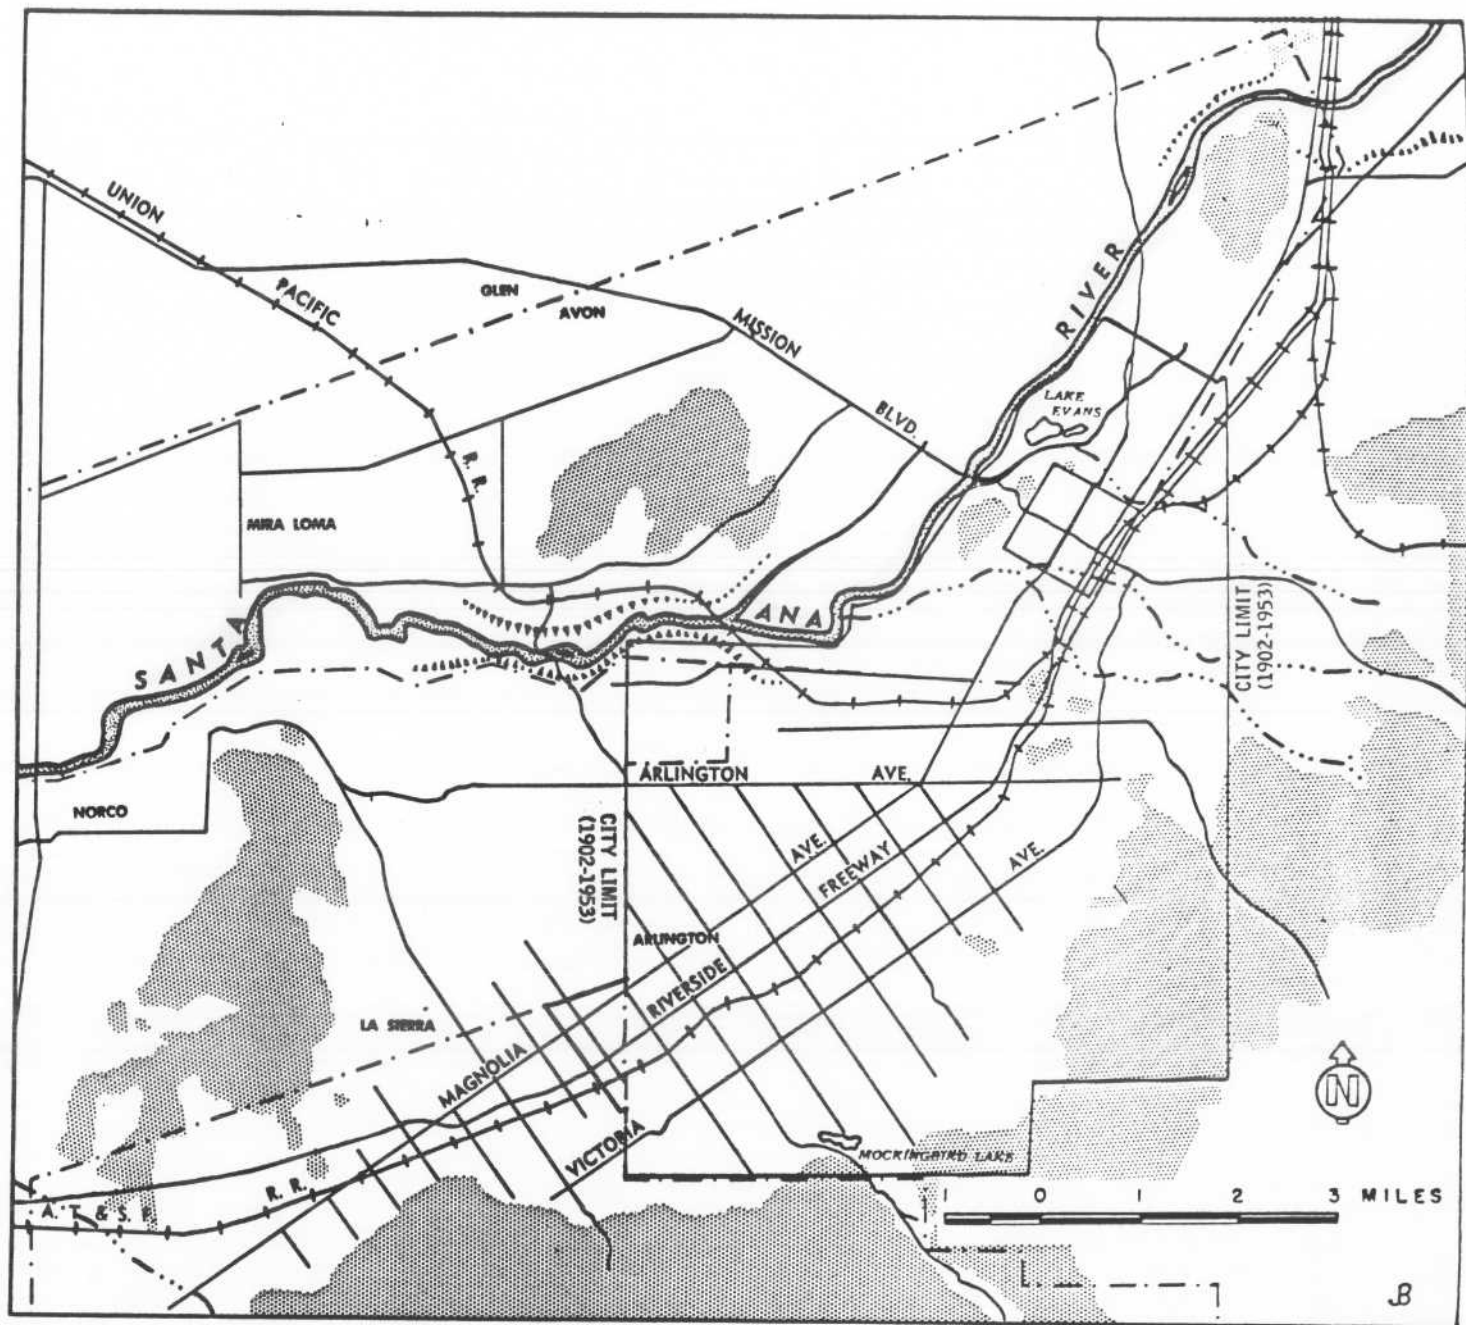 UNION
PACIFIC
R. R.
GLEN
AVON
MISSION
BLVD.
RIVER
LAKE
EVANS
MIRA LOMA
SANTA
ANA
CITY LIMIT
(1902-1953)
NORCO
ARLINGTON AVE.
CITY LIMIT
(1902-1953)
AVE.
FREEWAY
AVE.
ARLINGTON
RIVERSIDE
LA SIERRA
MAGNOLIA
VICTORIA
MOCKINGBIRD LAKE
N
R. R.
A. T. & S. F.
1 0 1 2 3 MILES
JB